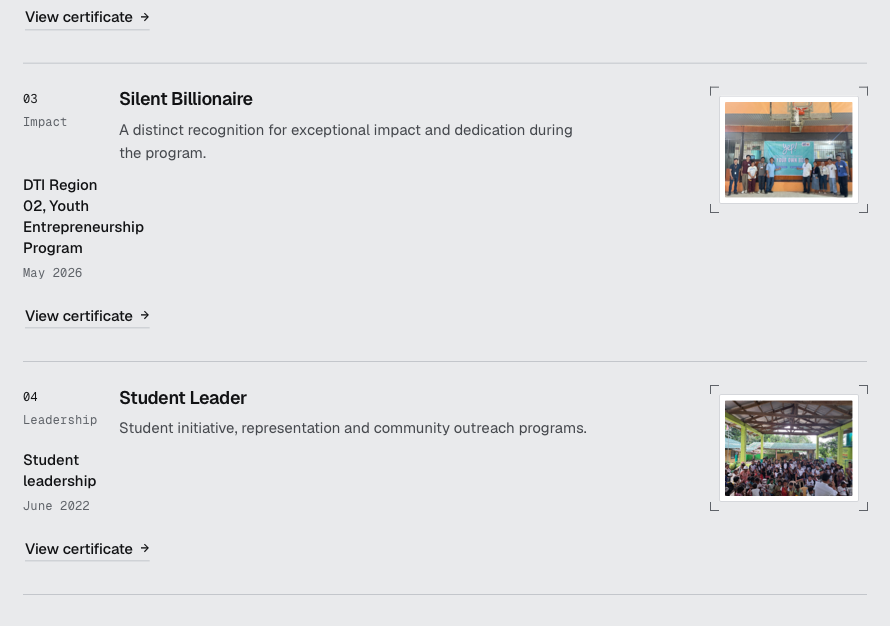 View certificate →
03
Impact
Silent Billionaire
A distinct recognition for exceptional impact and dedication during
the program.
DTI Region
02, Youth
Entrepreneurship
Program
May 2026
View certificate →
04
Leadership
Student Leader
Student initiative, representation and community outreach programs.
Student
leadership
June 2022
View certificate →